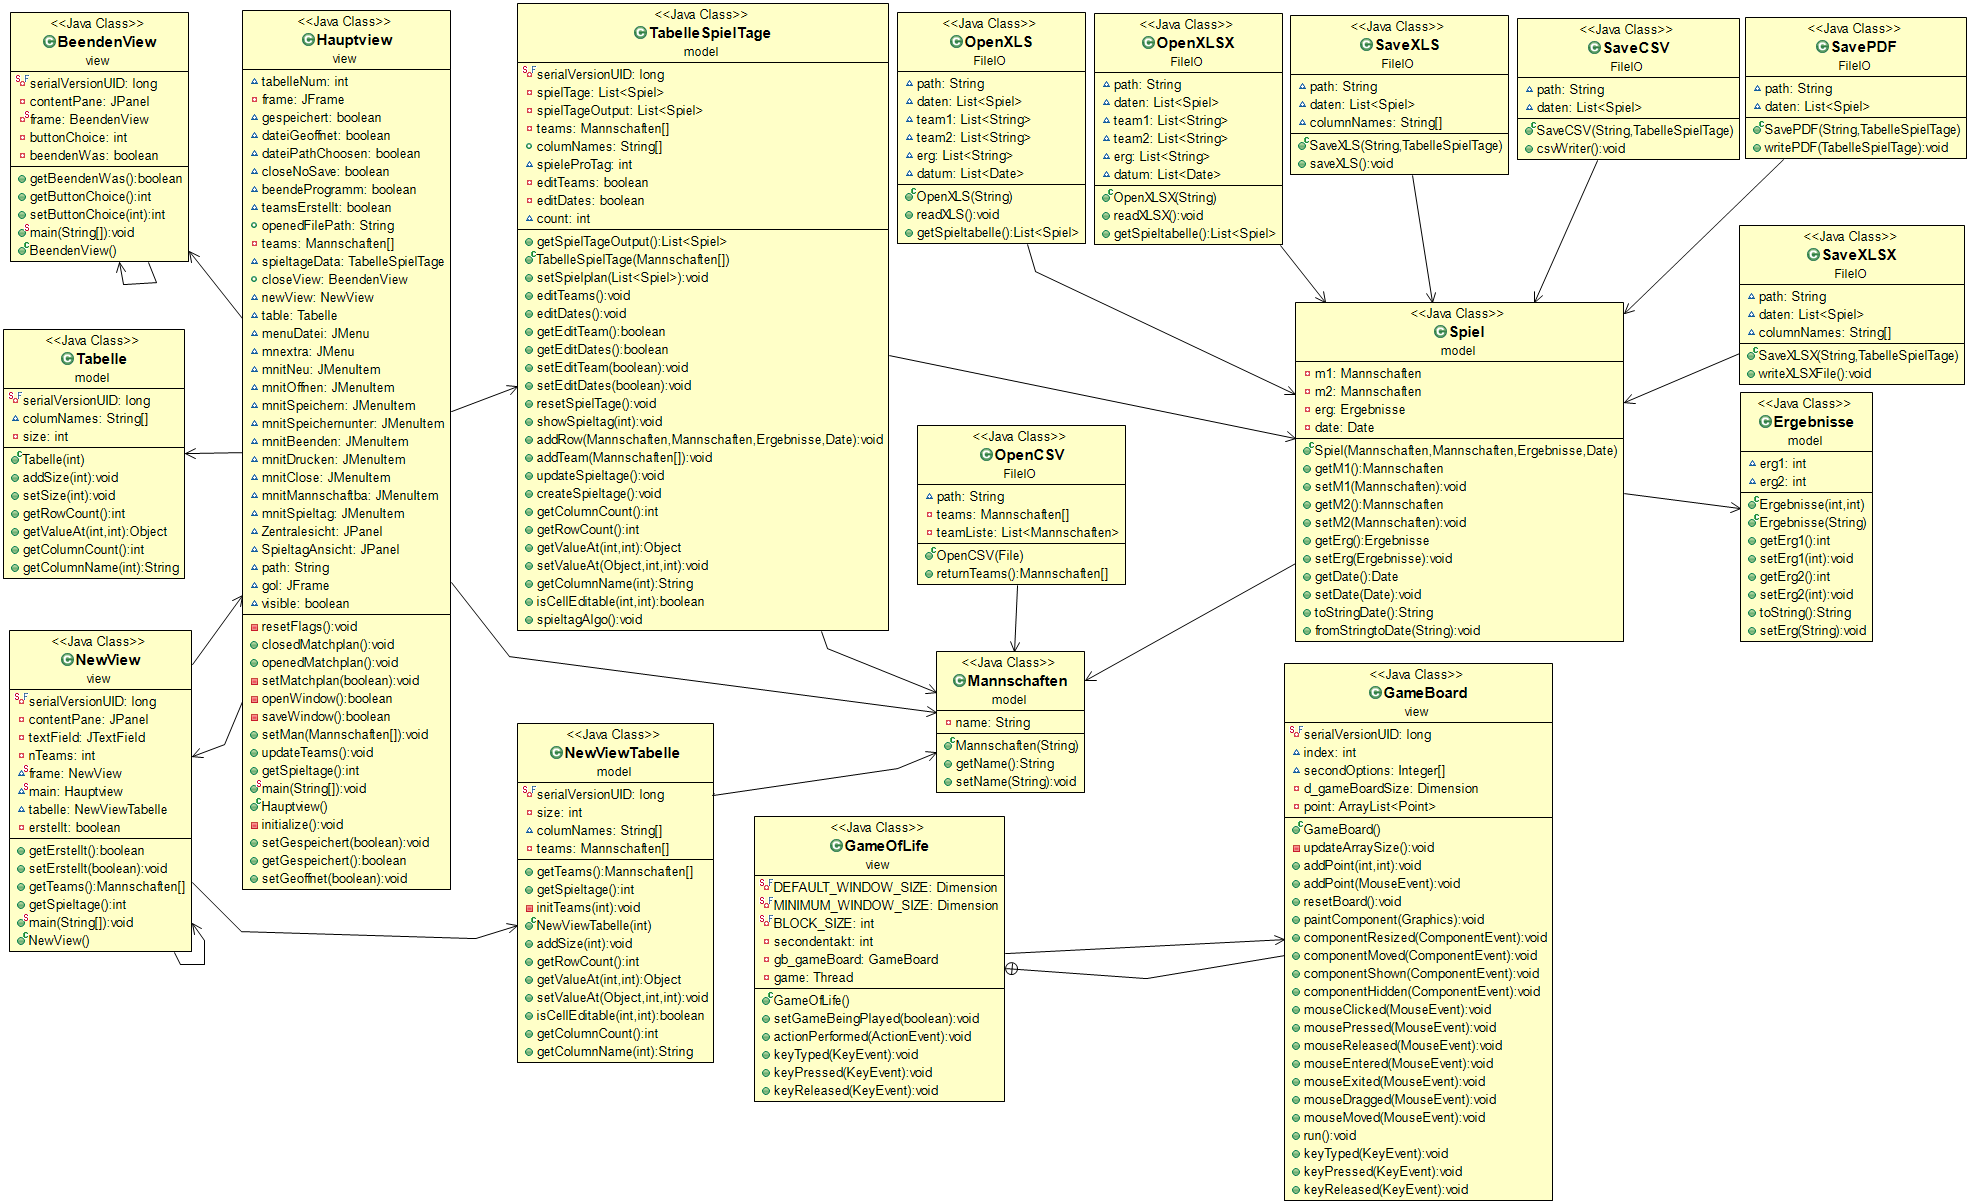 <<Java Class>>
BeendenView
view
serialVersionUID: long
contentPane: JPanel
frame: BeendenView
buttonChoice: int
beendenWas: boolean
getBeendenWas():boolean
getButtonChoice():int
setButtonChoice(int):int
main(String[]):void
BeendenView()
<<Java Class>>
Tabelle
model
serialVersionUID: long
columNames: String[]
size: int
Tabelle(int)
addSize(int):void
setSize(int):void
getRowCount():int
getValueAt(int,int):Object
getColumnCount():int
getColumnName(int):String
<<Java Class>>
NewView
view
serialVersionUID: long
contentPane: JPanel
textField: JTextField
nTeams: int
frame: NewView
main: Hauptview
tabelle: NewViewTabelle
erstellt: boolean
getErstellt():boolean
setErstellt(boolean):void
getTeams():Mannschaften[]
getSpieltage():int
main(String[]):void
NewView()
<<Java Class>>
Hauptview
view
tabelleNum: int
frame: JFrame
gespeichert: boolean
dateiGeoffnet: boolean
dateiPathChoosen: boolean
closeNoSave: boolean
beendeProgramm: boolean
teamsErstellt: boolean
openedFilePath: String
teams: Mannschaften[]
spieltageData: TabelleSpielTage
closeView: BeendenView
newView: NewView
table: Tabelle
menuDatei: JMenu
mnextra: JMenu
mnitNeu: JMenuItem
mnitOffnen: JMenuItem
mnitSpeichern: JMenuItem
mnitSpeichernunter: JMenuItem
mnitBeenden: JMenuItem
mnitDrucken: JMenuItem
mnitClose: JMenuItem
mnitMannschaftba: JMenuItem
mnitSpieltag: JMenuItem
Zentralesicht: JPanel
SpieltagAnsicht: JPanel
path: String
gol: JFrame
visible: boolean
resetFlags():void
closedMatchplan():void
openedMatchplan():void
setMatchplan(boolean):void
openWindow():boolean
saveWindow():boolean
setMan(Mannschaften[]):void
updateTeams():void
getSpieltage():int
main(String[]):void
Hauptview()
initialize():void
setGespeichert(boolean):void
getGespeichert():boolean
setGeoffnet(boolean):void
<<Java Class>>
TabelleSpielTage
model
serialVersionUID: long
spielTage: List<Spiel>
spielTageOutput: List<Spiel>
teams: Mannschaften[]
columNames: String[]
spieleProTag: int
editTeams: boolean
editDates: boolean
count: int
getSpielTageOutput():List<Spiel>
TabelleSpielTage(Mannschaften[])
setSpielplan(List<Spiel>):void
editTeams():void
editDates():void
getEditTeam():boolean
getEditDates():boolean
setEditTeam(boolean):void
setEditDates(boolean):void
resetSpielTage():void
showSpieltag(int):void
addRow(Mannschaften,Mannschaften,Ergebnisse,Date):void
addTeam(Mannschaften[]):void
updateSpieltage():void
createSpieltage():void
getColumnCount():int
getRowCount():int
getValueAt(int,int):Object
setValueAt(Object,int,int):void
getColumnName(int):String
isCellEditable(int,int):boolean
spieltagAlgo():void
<<Java Class>>
NewViewTabelle
model
serialVersionUID: long
size: int
columNames: String[]
teams: Mannschaften[]
getTeams():Mannschaften[]
getSpieltage():int
initTeams(int):void
NewViewTabelle(int)
addSize(int):void
getRowCount():int
getValueAt(int,int):Object
setValueAt(Object,int,int):void
isCellEditable(int,int):boolean
getColumnCount():int
getColumnName(int):String
<<Java Class>>
OpenXLS
FileIO
path: String
daten: List<Spiel>
team1: List<String>
team2: List<String>
erg: List<String>
datum: List<Date>
OpenXLS(String)
readXLS():void
getSpieltabelle():List<Spiel>
<<Java Class>>
OpenXLSX
FileIO
path: String
daten: List<Spiel>
team1: List<String>
team2: List<String>
erg: List<String>
datum: List<Date>
OpenXLSX(String)
readXLSX():void
getSpieltabelle():List<Spiel>
<<Java Class>>
SaveXLS
FileIO
path: String
daten: List<Spiel>
columnNames: String[]
SaveXLS(String,TabelleSpielTage)
saveXLS():void
<<Java Class>>
SaveCSV
FileIO
path: String
daten: List<Spiel>
SaveCSV(String,TabelleSpielTage)
csvWriter():void
<<Java Class>>
SavePDF
FileIO
path: String
daten: List<Spiel>
SavePDF(String,TabelleSpielTage)
writePDF(TabelleSpielTage):void
<<Java Class>>
SaveXLSX
FileIO
path: String
daten: List<Spiel>
columnNames: String[]
SaveXLSX(String,TabelleSpielTage)
writeXLSXFile():void
<<Java Class>>
Spiel
model
m1: Mannschaften
m2: Mannschaften
erg: Ergebnisse
date: Date
Spiel(Mannschaften,Mannschaften,Ergebnisse,Date)
getM1():Mannschaften
setM1(Mannschaften):void
getM2():Mannschaften
setM2(Mannschaften):void
getErg():Ergebnisse
setErg(Ergebnisse):void
getDate():Date
setDate(Date):void
toStringDate():String
fromStringtoDate(String):void
<<Java Class>>
Ergebnisse
model
erg1: int
erg2: int
Ergebnisse(int,int)
Ergebnisse(String)
getErg1():int
setErg1(int):void
getErg2():int
setErg2(int):void
toString():String
setErg(String):void
<<Java Class>>
OpenCSV
FileIO
path: String
teams: Mannschaften[]
teamListe: List<Mannschaften>
OpenCSV(File)
returnTeams():Mannschaften[]
<<Java Class>>
Mannschaften
model
name: String
Mannschaften(String)
getName():String
setName(String):void
<<Java Class>>
GameOfLife
view
DEFAULT_WINDOW_SIZE: Dimension
MINIMUM_WINDOW_SIZE: Dimension
BLOCK_SIZE: int
secondentakt: int
gb_gameBoard: GameBoard
game: Thread
GameOfLife()
setGameBeingPlayed(boolean):void
actionPerformed(ActionEvent):void
keyTyped(KeyEvent):void
keyPressed(KeyEvent):void
keyReleased(KeyEvent):void
<<Java Class>>
GameBoard
view
serialVersionUID: long
index: int
secondOptions: Integer[]
d_gameBoardSize: Dimension
point: ArrayList<Point>
GameBoard()
updateArraySize():void
addPoint(int,int):void
addPoint(MouseEvent):void
resetBoard():void
paintComponent(Graphics):void
componentResized(ComponentEvent):void
componentMoved(ComponentEvent):void
componentShown(ComponentEvent):void
componentHidden(ComponentEvent):void
mouseClicked(MouseEvent):void
mousePressed(MouseEvent):void
mouseReleased(MouseEvent):void
mouseEntered(MouseEvent):void
mouseExited(MouseEvent):void
mouseDragged(MouseEvent):void
mouseMoved(MouseEvent):void
run():void
keyTyped(KeyEvent):void
keyPressed(KeyEvent):void
keyReleased(KeyEvent):void